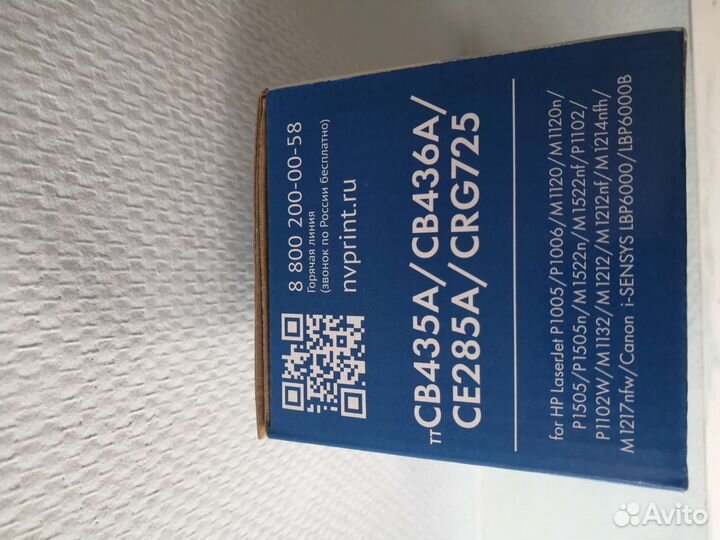 8 800 200-00-58
Горячая линия
(звонок по России бесплатно)
nvprint.ru
TT CB435A/CB436A/
CE285A/CRG725
for HP LaserJet P1005/P1006/M1120/M1120n/
P1505/P1505n/M1522n/M1522nf/P1102/
P1102W/M1132/M1212/M1212nf/M1214nfh/
M1217nfw/Canon i-SENSYS LBP6000/LBP6000B
Avito